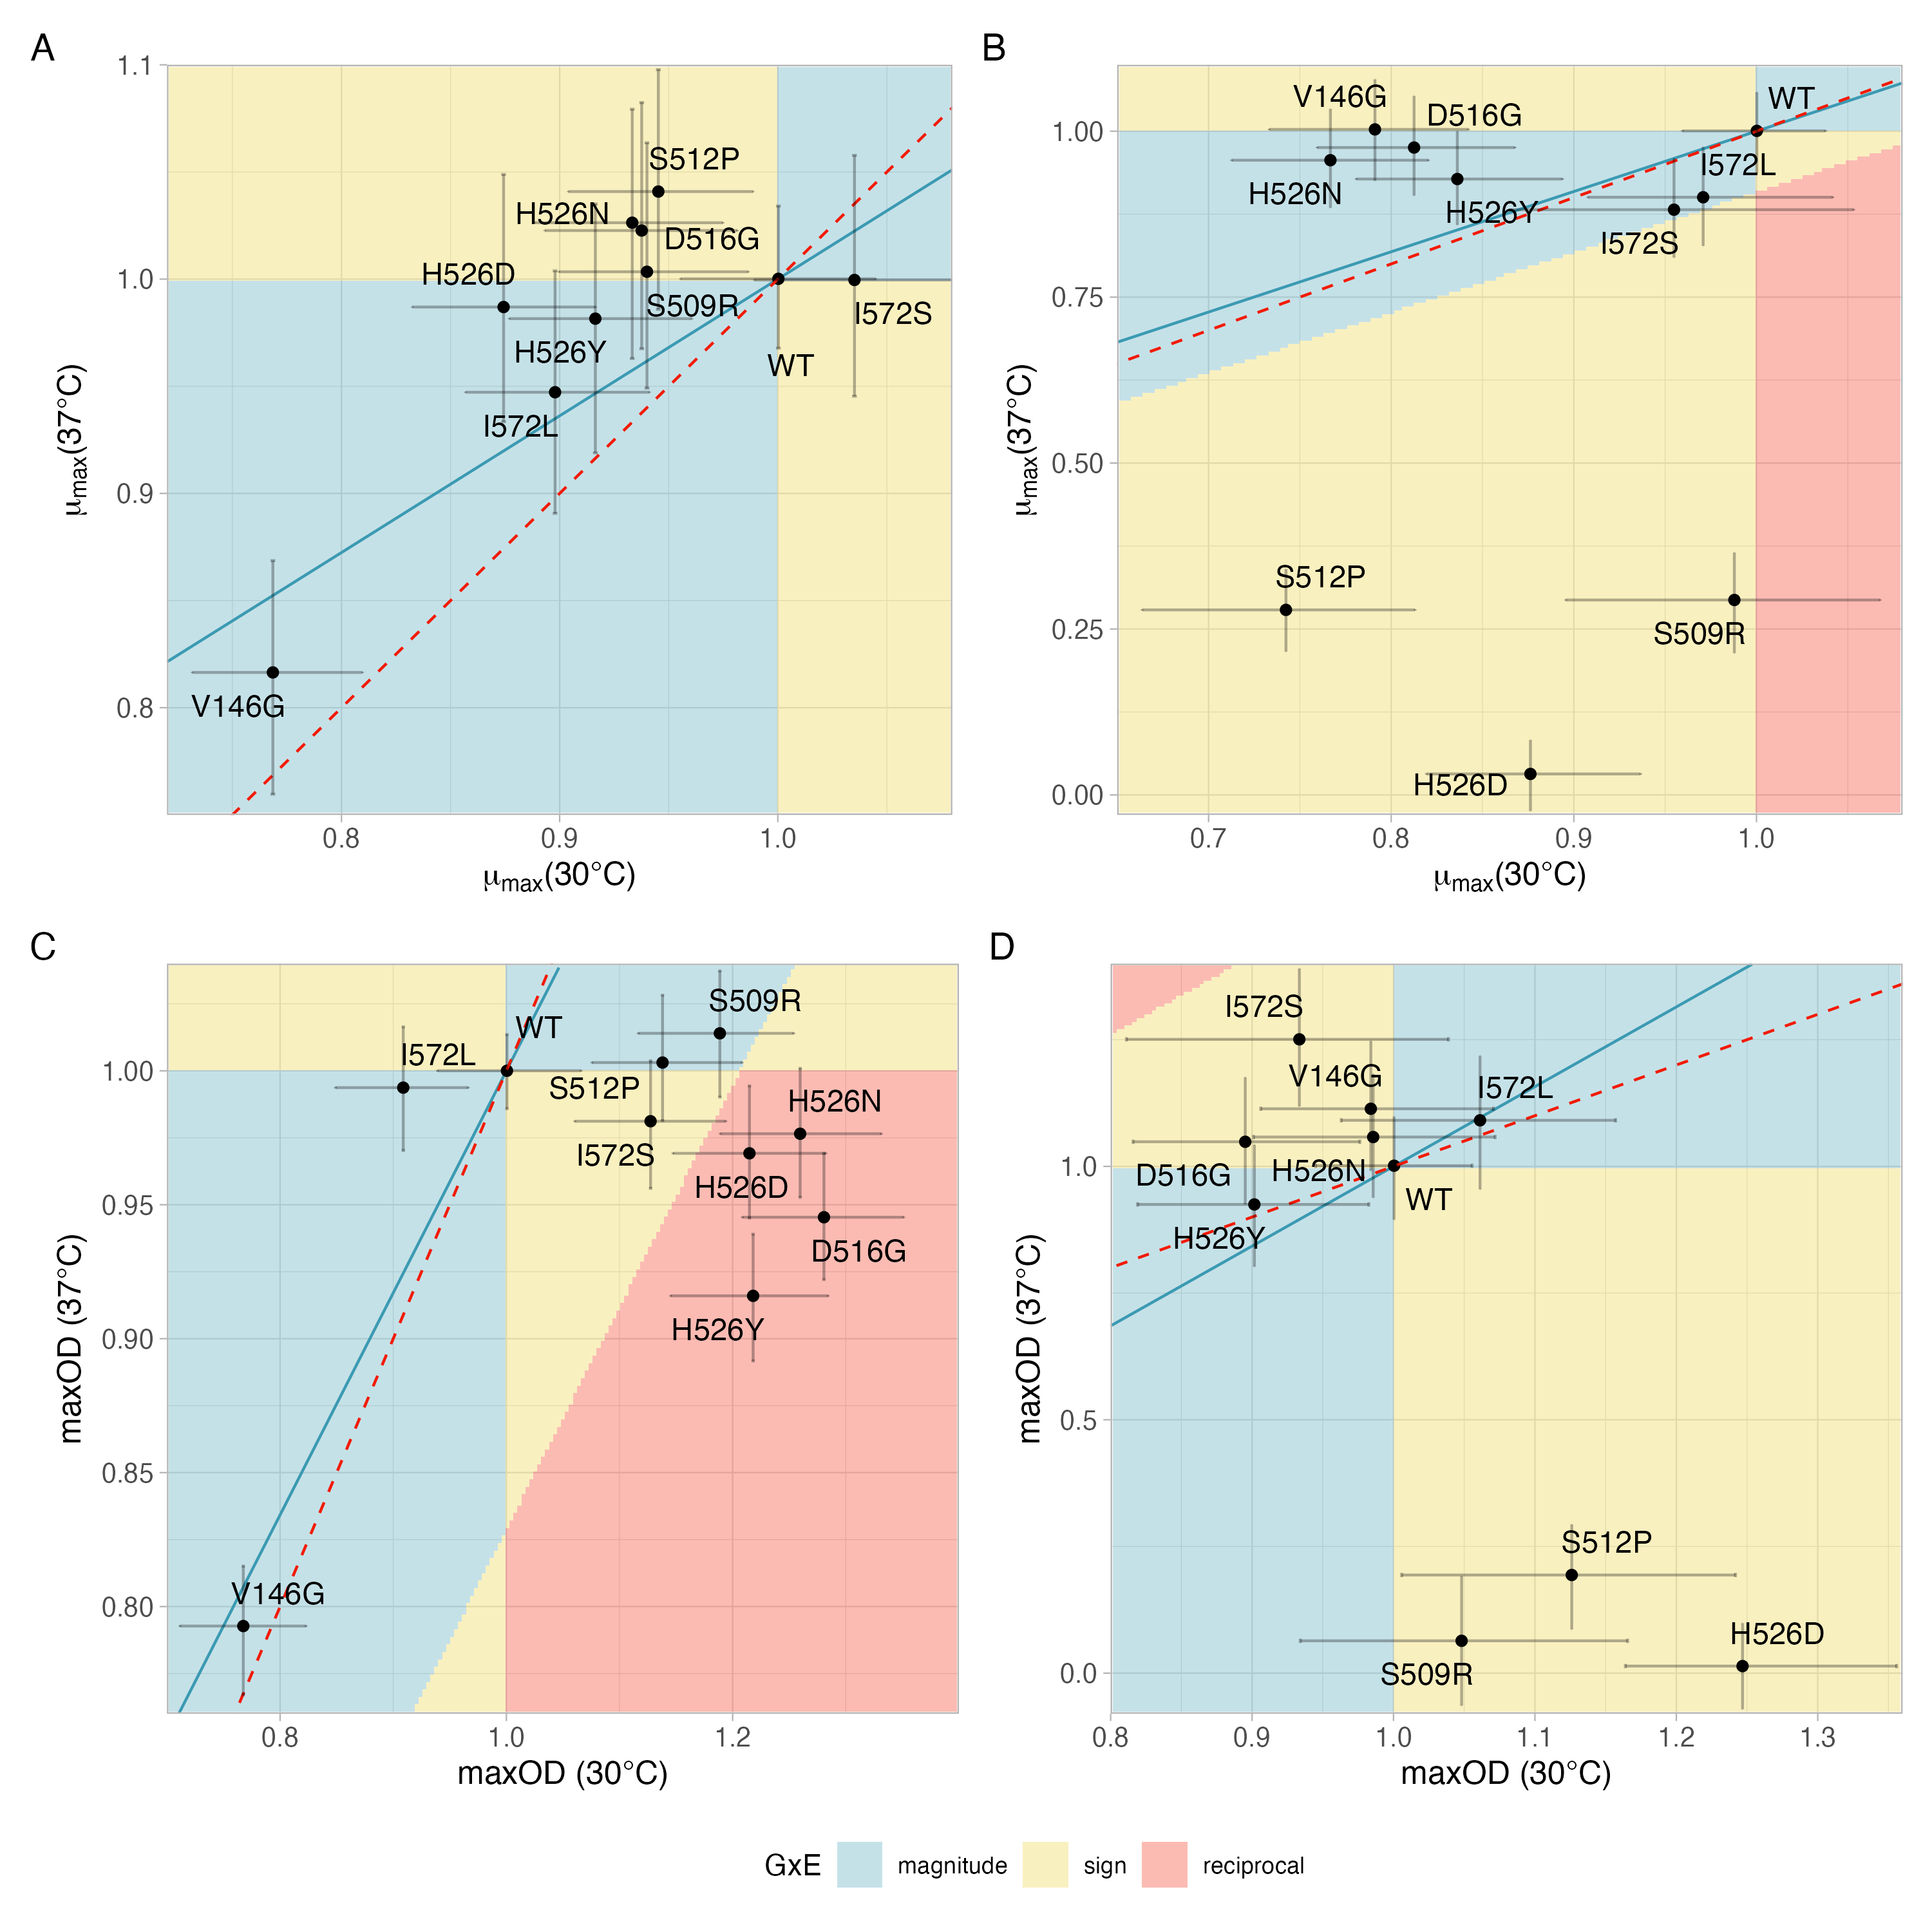 A
1.1
1.0
0.9
0.8
μmax(37°C)
S512P
H526N
D516G
H526D
S509R
I572S
H526Y
WT
I572L
V146G
0.8 0.9 1.0
μmax(30°C)
B
1.00
0.75
0.50
0.25
0.00
μmax(37°C)
V146G
WT
D516G
I572L
H526N
H526Y
I572S
S512P
S509R
H526D
0.7 0.8 0.9 1.0
μmax(30°C)
C
1.00
0.95
0.90
0.85
0.80
maxOD (37°C)
S509R
WT
I572L
S512P
H526N
I572S
H526D
D516G
H526Y
V146G
0.8 1.0 1.2
maxOD (30°C)
D
1.0
0.5
0.0
maxOD (37°C)
I572S
V146G
I572L
D516G
H526N
WT
H526Y
S512P
H526D
S509R
0.8 0.9 1.0 1.1 1.2 1.3
maxOD (30°C)
GxE magnitude sign reciprocal